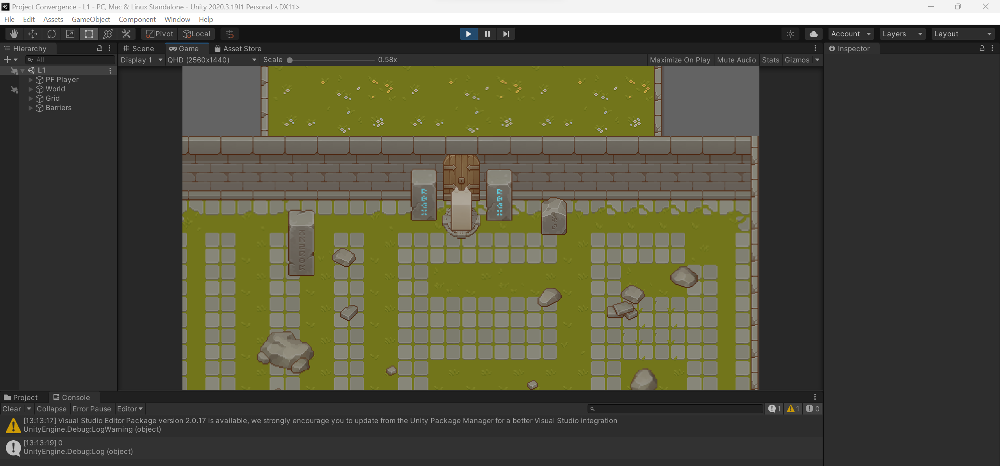 Project Convergence - L1 - PC, Mac & Linux Standalone - Unity 2020.3.19f1 Personal <DX11>
File Edit Assets GameObject Component Window Help
Pivot Local Account Layers Layout
Hierarchy Scene Game Asset Store Inspector
All Display 1 QHD (2560x1440) Scale 0.58x Maximize On Play Mute Audio Stats Gizmos
L1
PF Player
World
Grid
Barriers
Project Console
Clear Collapse Error Pause Editor 1 1 0
[13:13:17] Visual Studio Editor Package version 2.0.17 is available, we strongly encourage you to update from the Unity Package Manager for a better Visual Studio integration
UnityEngine.Debug:LogWarning (object)
[13:13:19] 0
UnityEngine.Debug:Log (object)